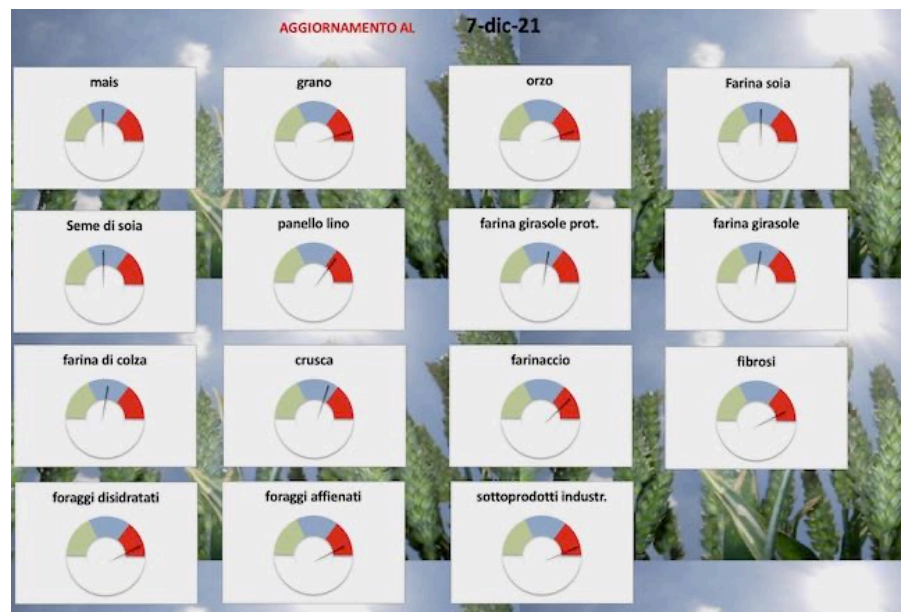 AGGIORNAMENTO AL 7-dic-21
mais
grano
orzo
Farina soia
Seme di soia
panello lino
farina girasole prot.
farina girasole
farina di colza
crusca
farinaccio
fibrosi
foraggi disidratati
foraggi affienati
sottoprodotti industr.